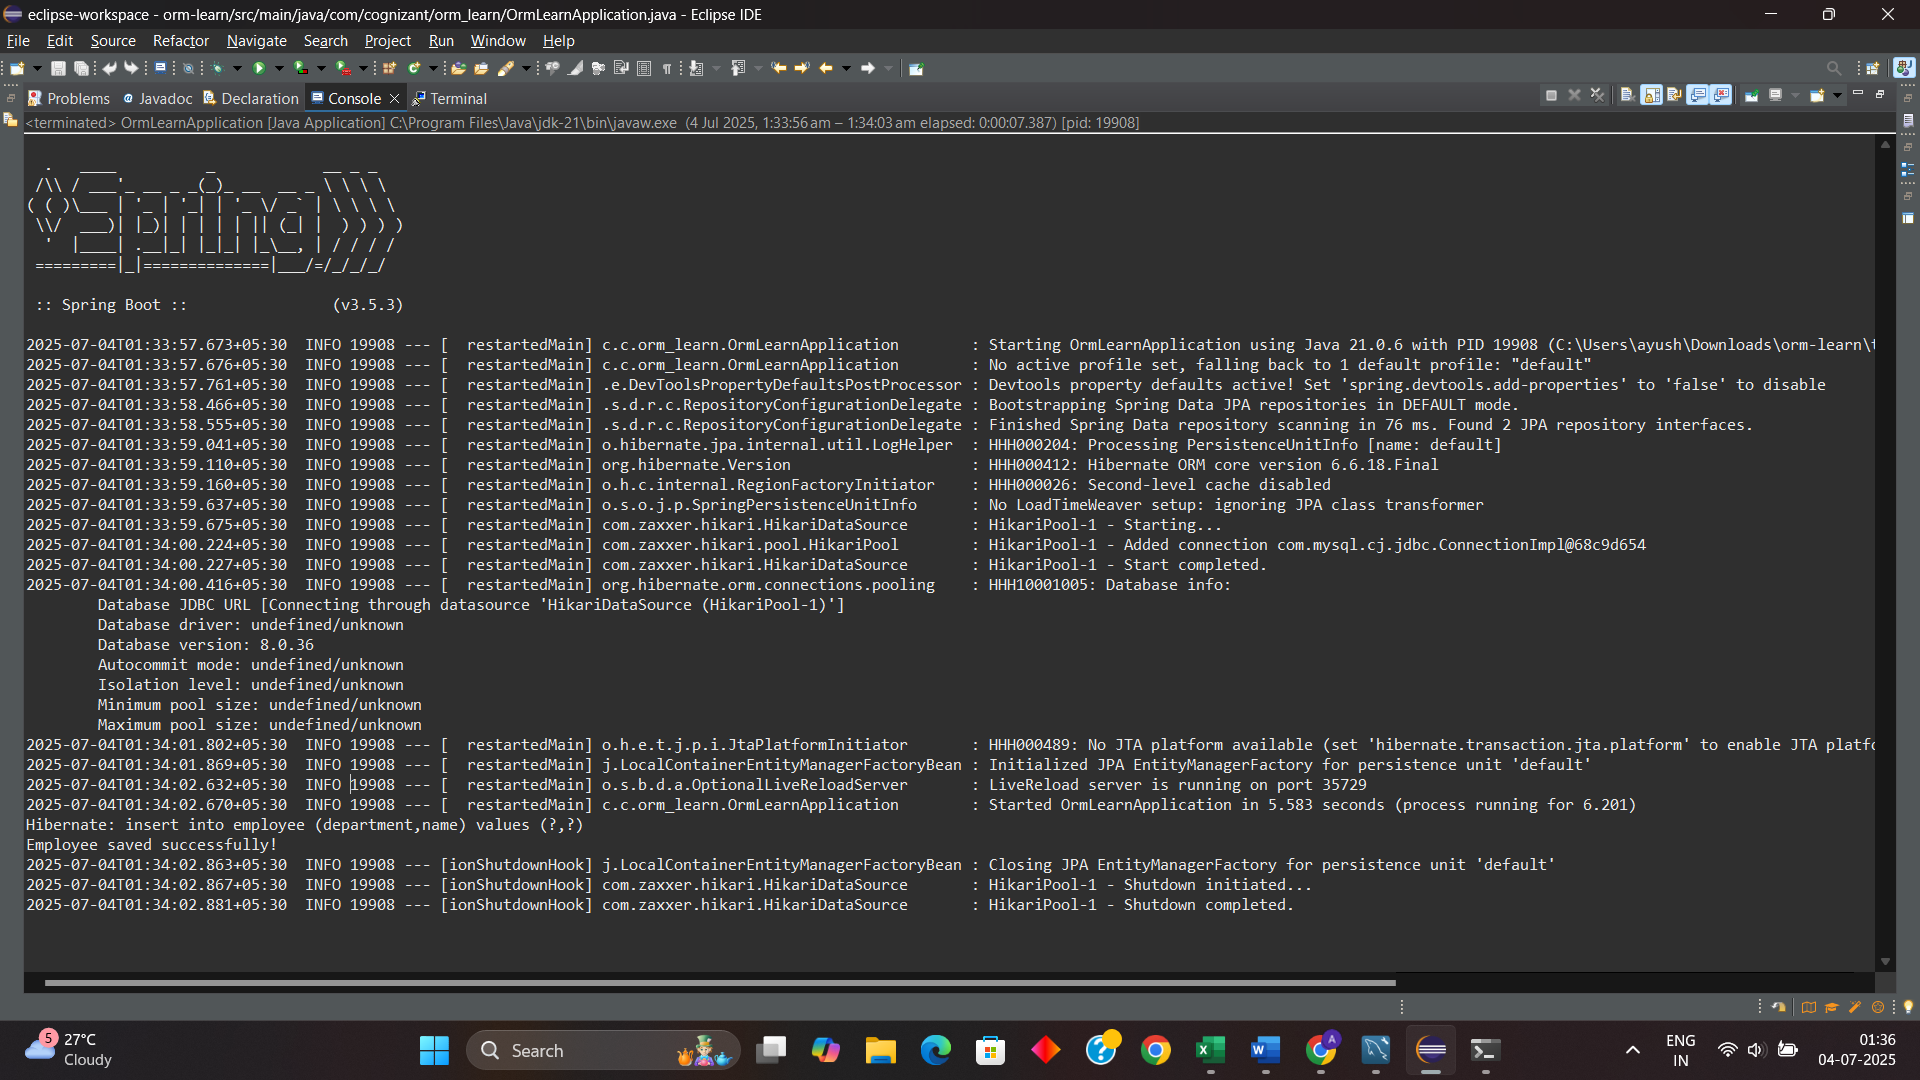 eclipse-workspace - orm-learn/src/main/java/com/cognizant/orm_learn/OrmLearnApplication.java - Eclipse IDE
File Edit Source Refactor Navigate Search Project Run Window Help
Problems Javadoc Declaration Console Terminal
<terminated> OrmLearnApplication [Java Application] C:\Program Files\Java\jdk-21\bin\javaw.exe (4 Jul 2025, 1:33:56 am – 1:34:03 am elapsed: 0:00:07.387) [pid: 19908]
  .   ____          _            __ _ _
 /\\ / ___'_ __ _ _(_)_ __  __ _ \ \ \ \
( ( )\___ | '_ | '_| | '_ \/ _` | \ \ \ \
 \\/  ___)| |_)| | | | | || (_| |  ) ) ) )
  '  |____| .__|_| |_|_| |_\__, | / / / /
 =========|_|==============|___/=/_/_/_/
 :: Spring Boot ::                (v3.5.3)
2025-07-04T01:33:57.673+05:30  INFO 19908 --- [  restartedMain] c.c.orm_learn.OrmLearnApplication        : Starting OrmLearnApplication using Java 21.0.6 with PID 19908 (C:\Users\ayush\Downloads\orm-learn\t
2025-07-04T01:33:57.676+05:30  INFO 19908 --- [  restartedMain] c.c.orm_learn.OrmLearnApplication        : No active profile set, falling back to 1 default profile: "default"
2025-07-04T01:33:57.761+05:30  INFO 19908 --- [  restartedMain] .e.DevToolsPropertyDefaultsPostProcessor : Devtools property defaults active! Set 'spring.devtools.add-properties' to 'false' to disable
2025-07-04T01:33:58.466+05:30  INFO 19908 --- [  restartedMain] .s.d.r.c.RepositoryConfigurationDelegate : Bootstrapping Spring Data JPA repositories in DEFAULT mode.
2025-07-04T01:33:58.555+05:30  INFO 19908 --- [  restartedMain] .s.d.r.c.RepositoryConfigurationDelegate : Finished Spring Data repository scanning in 76 ms. Found 2 JPA repository interfaces.
2025-07-04T01:33:59.041+05:30  INFO 19908 --- [  restartedMain] o.hibernate.jpa.internal.util.LogHelper  : HHH000204: Processing PersistenceUnitInfo [name: default]
2025-07-04T01:33:59.110+05:30  INFO 19908 --- [  restartedMain] org.hibernate.Version                    : HHH000412: Hibernate ORM core version 6.6.18.Final
2025-07-04T01:33:59.160+05:30  INFO 19908 --- [  restartedMain] o.h.c.internal.RegionFactoryInitiator    : HHH000026: Second-level cache disabled
2025-07-04T01:33:59.637+05:30  INFO 19908 --- [  restartedMain] o.s.o.j.p.SpringPersistenceUnitInfo      : No LoadTimeWeaver setup: ignoring JPA class transformer
2025-07-04T01:33:59.675+05:30  INFO 19908 --- [  restartedMain] com.zaxxer.hikari.HikariDataSource       : HikariPool-1 - Starting...
2025-07-04T01:34:00.224+05:30  INFO 19908 --- [  restartedMain] com.zaxxer.hikari.pool.HikariPool        : HikariPool-1 - Added connection com.mysql.cj.jdbc.ConnectionImpl@68c9d654
2025-07-04T01:34:00.227+05:30  INFO 19908 --- [  restartedMain] com.zaxxer.hikari.HikariDataSource       : HikariPool-1 - Start completed.
2025-07-04T01:34:00.416+05:30  INFO 19908 --- [  restartedMain] org.hibernate.orm.connections.pooling    : HHH10001005: Database info:
        Database JDBC URL [Connecting through datasource 'HikariDataSource (HikariPool-1)']
        Database driver: undefined/unknown
        Database version: 8.0.36
        Autocommit mode: undefined/unknown
        Isolation level: undefined/unknown
        Minimum pool size: undefined/unknown
        Maximum pool size: undefined/unknown
2025-07-04T01:34:01.802+05:30  INFO 19908 --- [  restartedMain] o.h.e.t.j.p.i.JtaPlatformInitiator       : HHH000489: No JTA platform available (set 'hibernate.transaction.jta.platform' to enable JTA platfo
2025-07-04T01:34:01.869+05:30  INFO 19908 --- [  restartedMain] j.LocalContainerEntityManagerFactoryBean : Initialized JPA EntityManagerFactory for persistence unit 'default'
2025-07-04T01:34:02.632+05:30  INFO 19908 --- [  restartedMain] o.s.b.d.a.OptionalLiveReloadServer       : LiveReload server is running on port 35729
2025-07-04T01:34:02.670+05:30  INFO 19908 --- [  restartedMain] c.c.orm_learn.OrmLearnApplication        : Started OrmLearnApplication in 5.583 seconds (process running for 6.201)
Hibernate: insert into employee (department,name) values (?,?)
Employee saved successfully!
2025-07-04T01:34:02.863+05:30  INFO 19908 --- [ionShutdownHook] j.LocalContainerEntityManagerFactoryBean : Closing JPA EntityManagerFactory for persistence unit 'default'
2025-07-04T01:34:02.867+05:30  INFO 19908 --- [ionShutdownHook] com.zaxxer.hikari.HikariDataSource       : HikariPool-1 - Shutdown initiated...
2025-07-04T01:34:02.881+05:30  INFO 19908 --- [ionShutdownHook] com.zaxxer.hikari.HikariDataSource       : HikariPool-1 - Shutdown completed.
5
27°C
Cloudy
Search
A
ENG
IN
01:36
04-07-2025